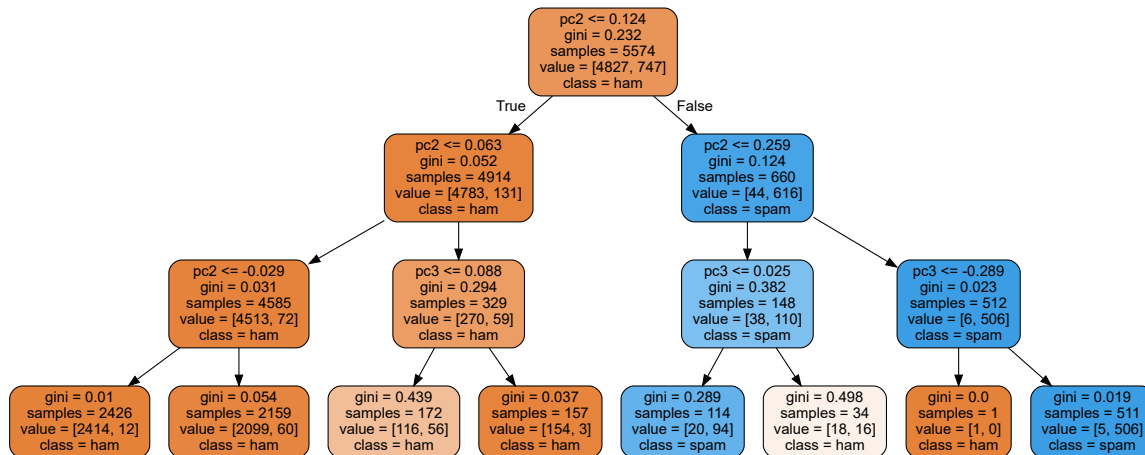 pc2 <= 0.124
gini = 0.232
samples = 5574
value = [4827, 747]
class = ham
True
False
pc2 <= 0.063
gini = 0.052
samples = 4914
value = [4783, 131]
class = ham
pc2 <= 0.259
gini = 0.124
samples = 660
value = [44, 616]
class = spam
pc2 <= -0.029
gini = 0.031
samples = 4585
value = [4513, 72]
class = ham
pc3 <= 0.088
gini = 0.294
samples = 329
value = [270, 59]
class = ham
pc3 <= 0.025
gini = 0.382
samples = 148
value = [38, 110]
class = spam
pc3 <= -0.289
gini = 0.023
samples = 512
value = [6, 506]
class = spam
gini = 0.01
samples = 2426
value = [2414, 12]
class = ham
gini = 0.054
samples = 2159
value = [2099, 60]
class = ham
gini = 0.439
samples = 172
value = [116, 56]
class = ham
gini = 0.037
samples = 157
value = [154, 3]
class = ham
gini = 0.289
samples = 114
value = [20, 94]
class = spam
gini = 0.498
samples = 34
value = [18, 16]
class = ham
gini = 0.0
samples = 1
value = [1, 0]
class = ham
gini = 0.019
samples = 511
value = [5, 506]
class = spam